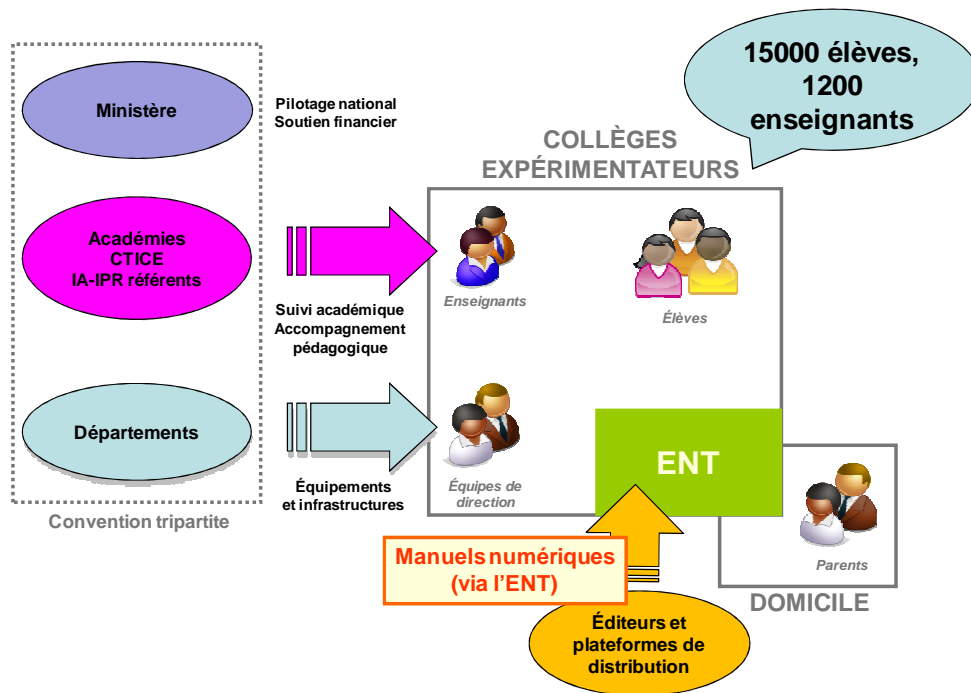 15000 élèves,
1200
enseignants
Ministère
Pilotage national
Soutien financier
COLLÈGES
EXPÉRIMENTATEURS
Académies
CTICE
IA-IPR référents
Suivi académique
Accompagnement
pédagogique
Enseignants
Élèves
Départements
Équipements
et infrastructures
Équipes de
direction
ENT
Convention tripartite
Manuels numériques
(via l'ENT)
Parents
DOMICILE
Éditeurs et
plateformes de
distribution